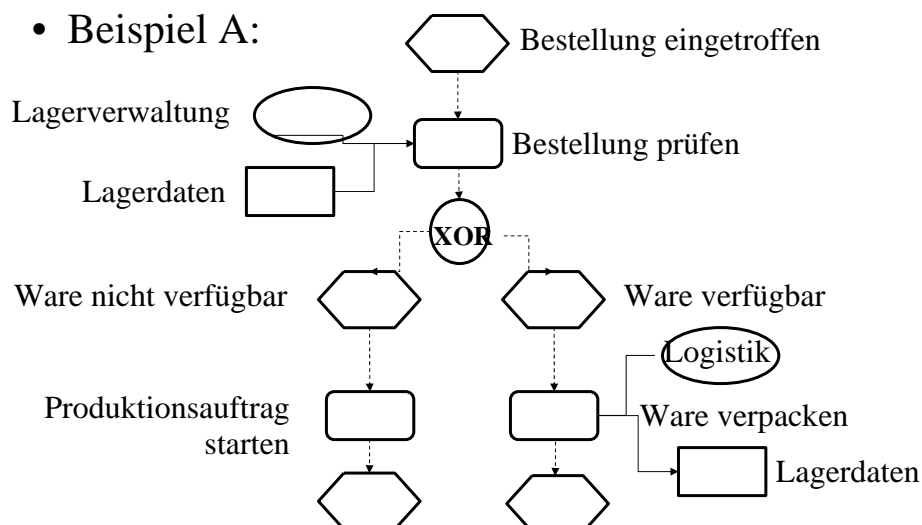 • Beispiel A:
Bestellung eingetroffen
Lagerverwaltung
Bestellung prüfen
Lagerdaten
XOR
Ware nicht verfügbar
Ware verfügbar
Logistik
Produktionsauftrag
starten
Ware verpacken
Lagerdaten